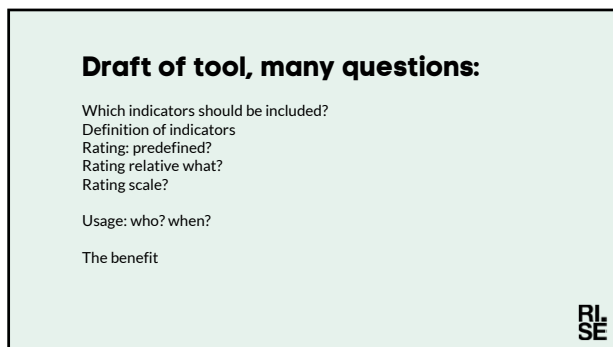 Draft of tool, many questions:
Which indicators should be included?
Definition of indicators
Rating: predefined?
Rating relative what?
Rating scale?
Usage: who? when?
The benefit
RI.
SE